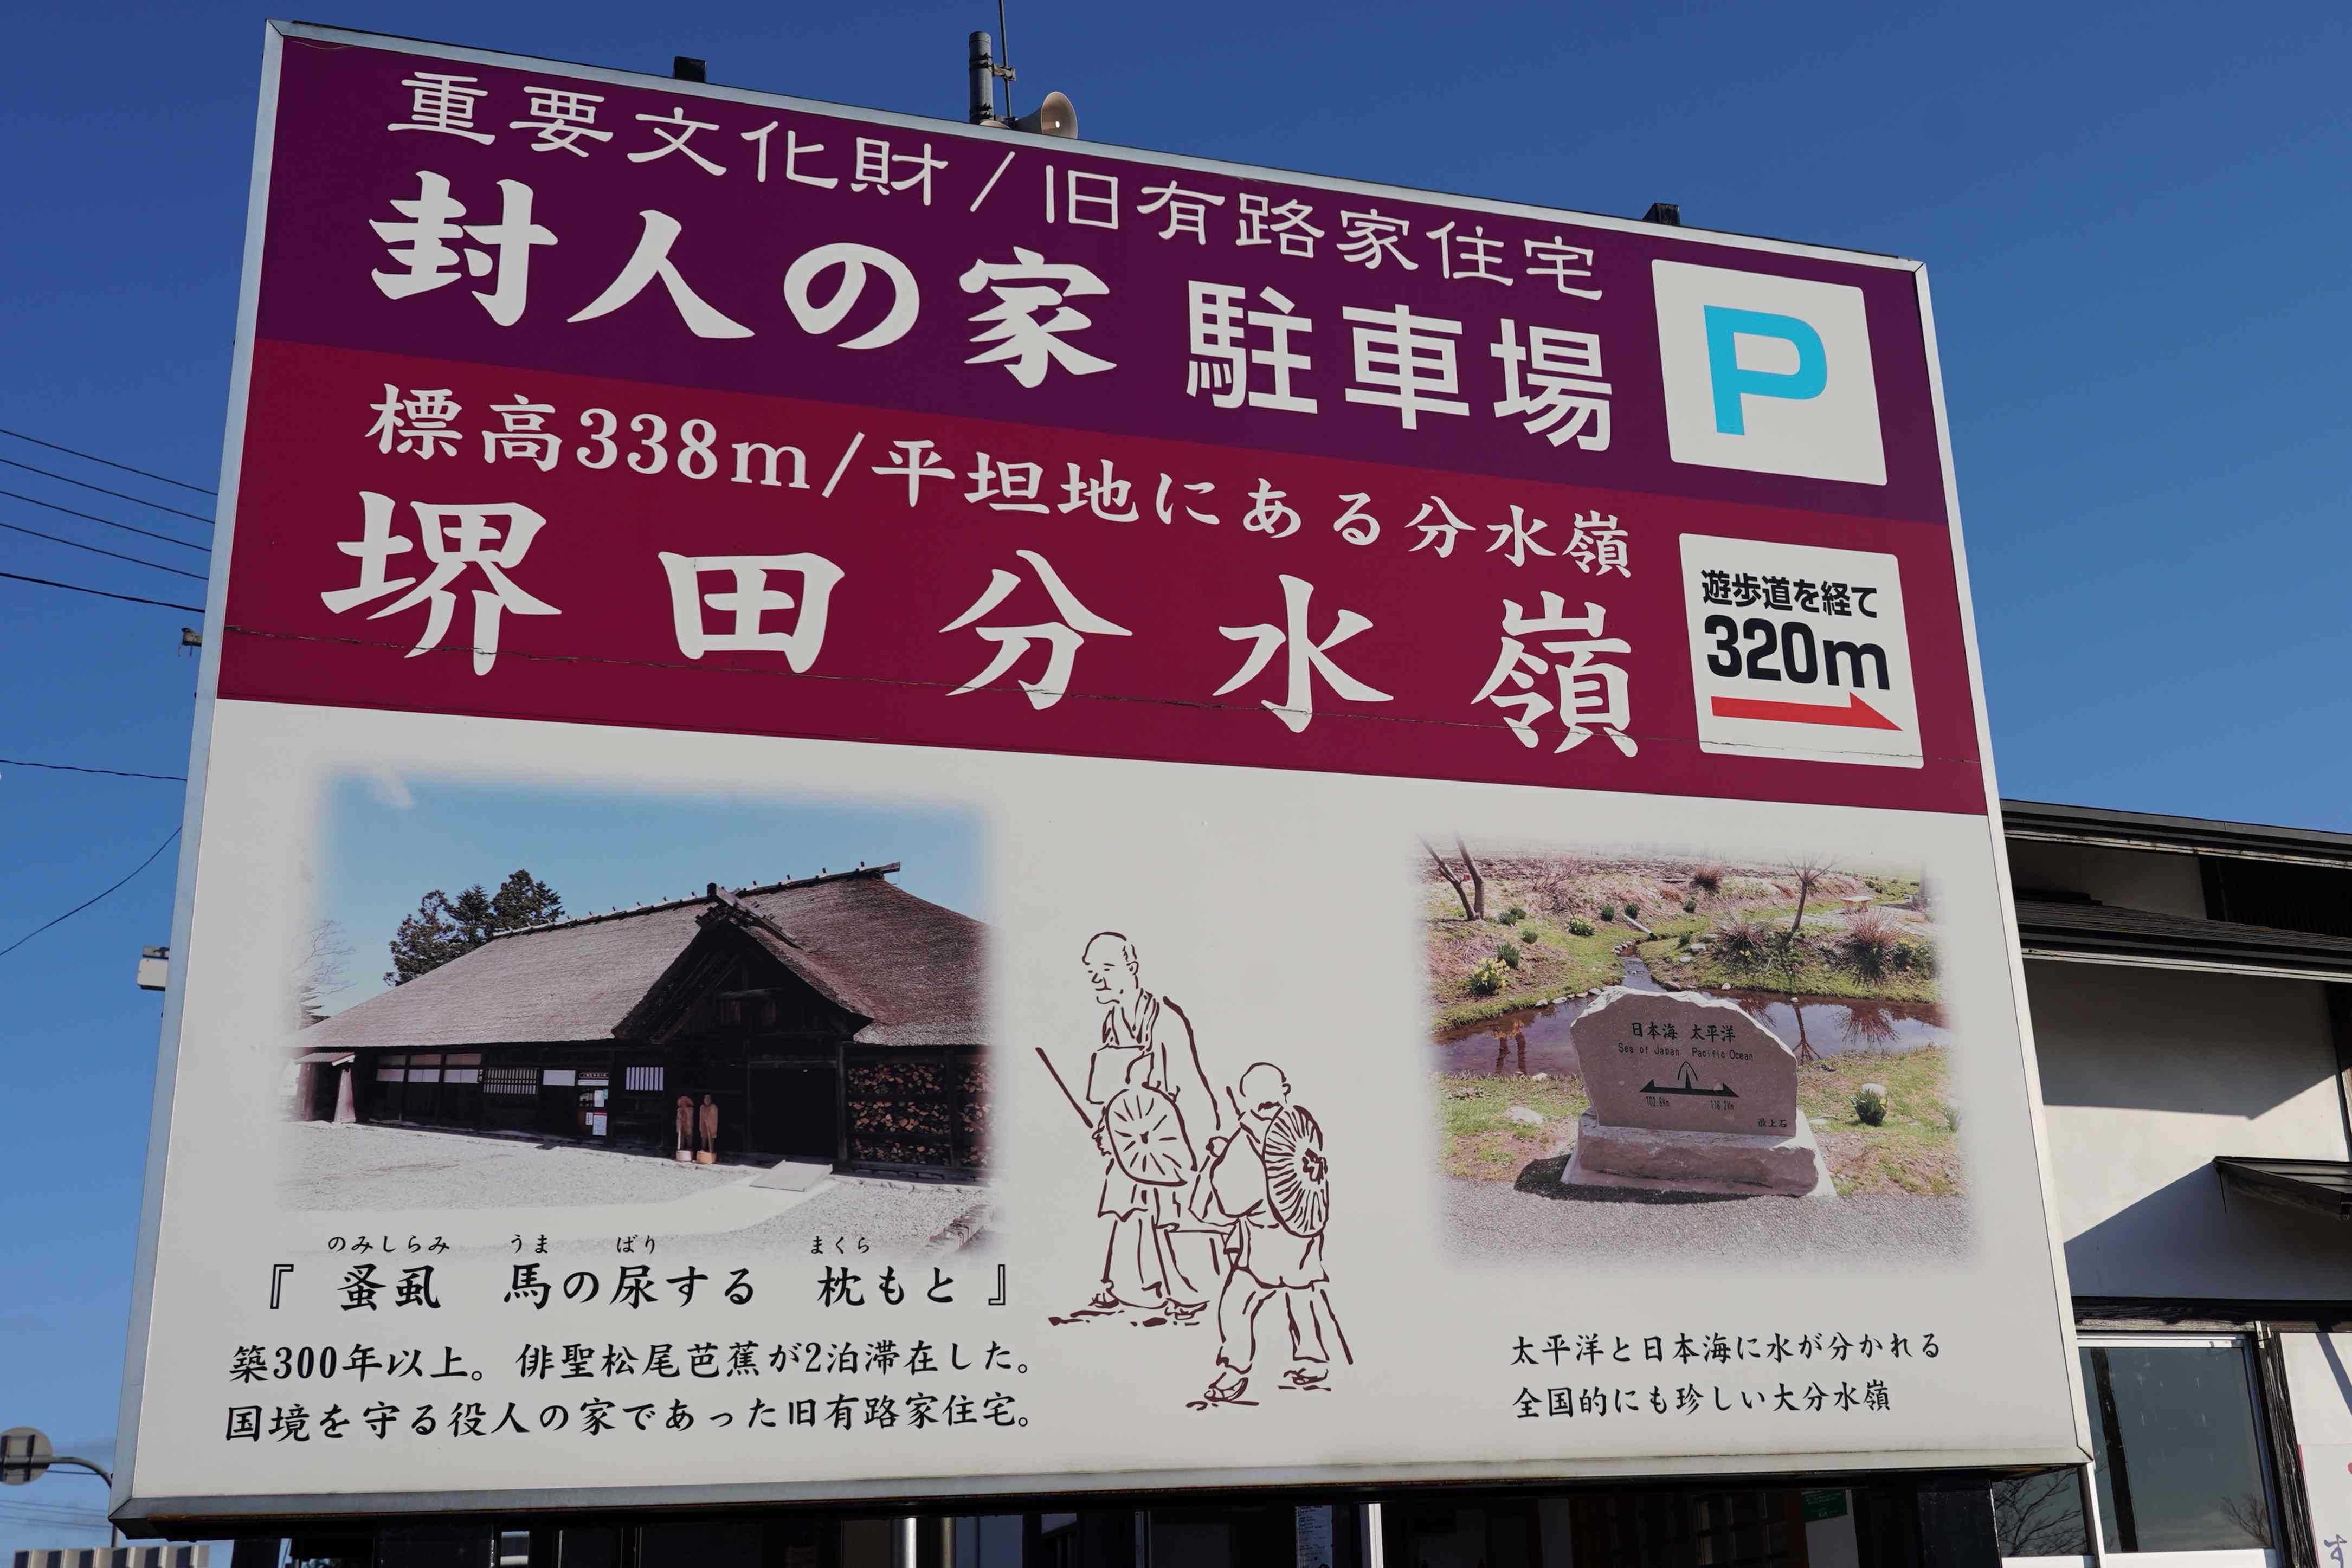 重要文化財/旧有路家住宅
封人の家 駐車場
P
標高338m/平坦地にある分水嶺
堺田分水嶺
遊歩道を経て
320m
日本海 太平洋
Sea of Japan Pacific Ocean
102.9Km 116.2Km
最上石
のみしらみ うま ばり まくら
『蚤虱 馬の尿する 枕もと』
築300年以上。俳聖松尾芭蕉が2泊滞在した。
国境を守る役人の家であった旧有路家住宅。
太平洋と日本海に水が分かれる
全国的にも珍しい大分水嶺